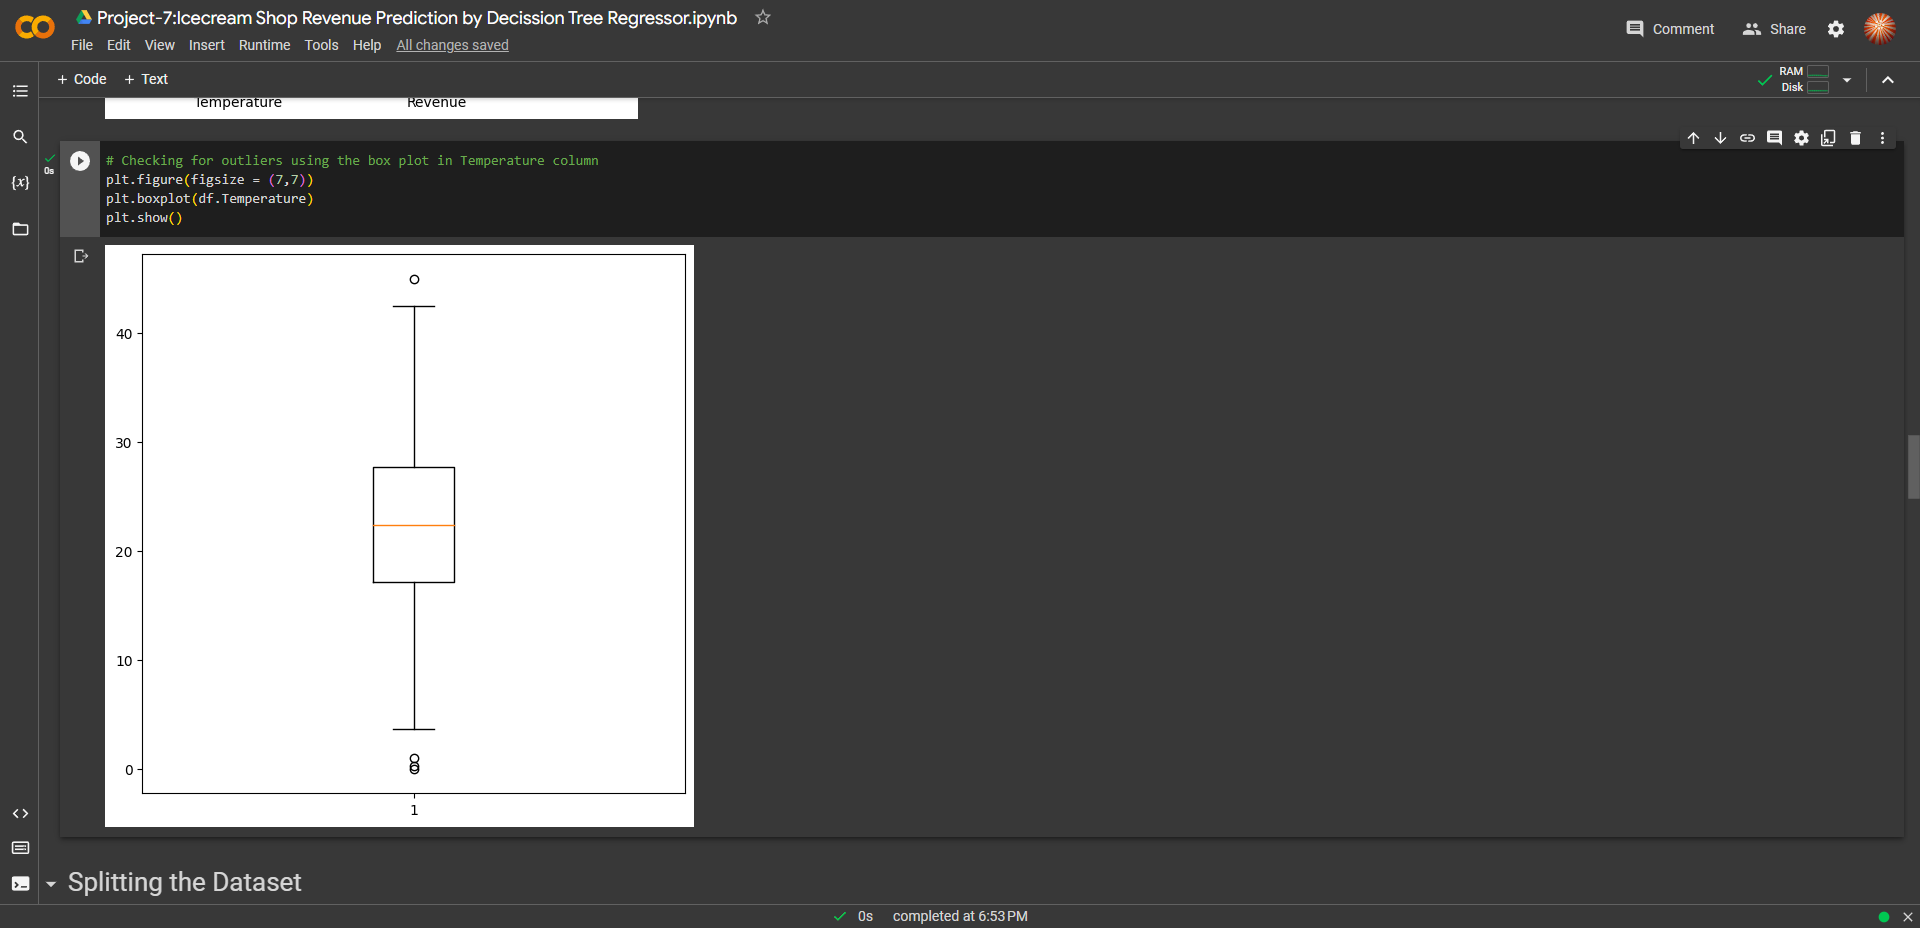 Project-7:Icecream Shop Revenue Prediction by Decission Tree Regressor.ipynb
File Edit View Insert Runtime Tools Help All changes saved
Comment Share
+ Code + Text
RAM
Disk
Temperature Revenue
0s
# Checking for outliers using the box plot in Temperature column
plt.figure(figsize = (7,7))
plt.boxplot(df.Temperature)
plt.show()
{x}
40
30
20
10
0
1
Splitting the Dataset
0s completed at 6:53 PM